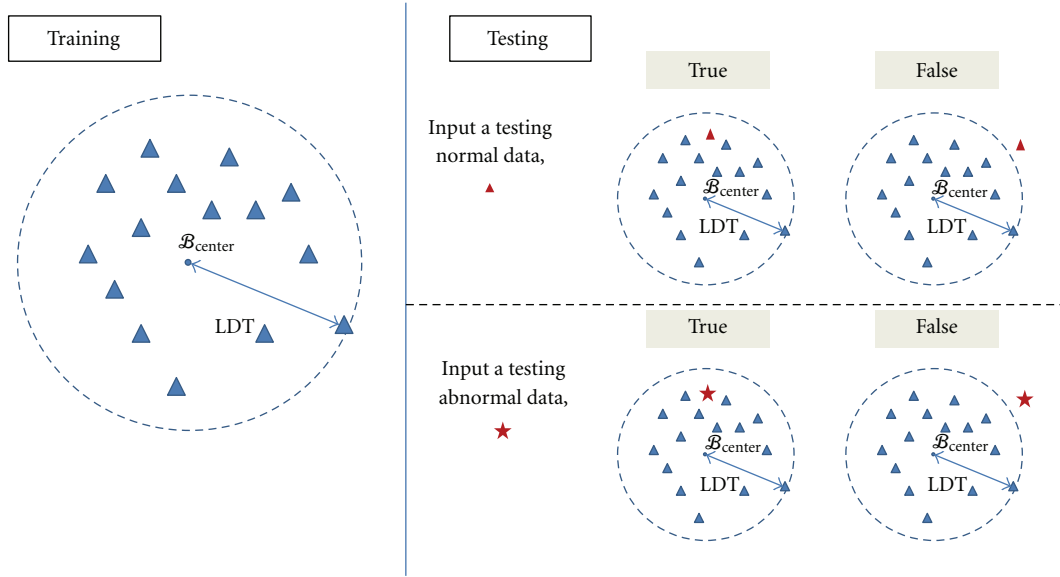 Training
ℬcenter
LDT
Testing
True
False
Input a testing
normal data,
ℬcenter
LDT
ℬcenter
LDT
True
False
Input a testing
abnormal data,
ℬcenter
LDT
ℬcenter
LDT